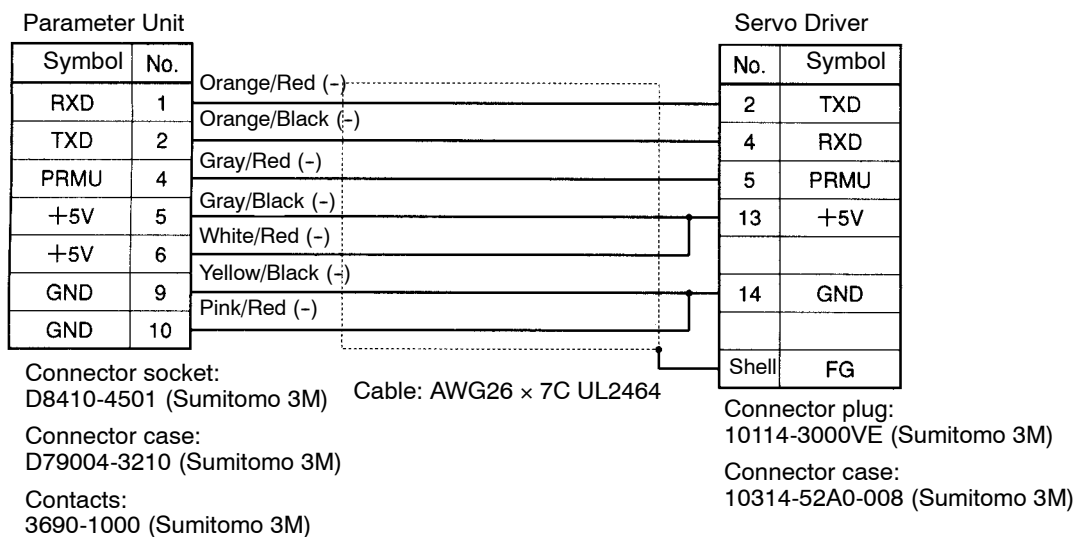 Parameter Unit Servo Driver
Symbol No. No. Symbol
Orange/Red (−)
RXD 1 2 TXD
Orange/Black (−)
TXD 2 4 RXD
Gray/Red (−)
PRMU 4 5 PRMU
Gray/Black (−)
+5V 5 13 +5V
White/Red (−)
+5V 6
Yellow/Black (−)
GND 9 14 GND
Pink/Red (−)
GND 10
Shell FG
Connector socket:
D8410-4501 (Sumitomo 3M)
Connector case:
D79004-3210 (Sumitomo 3M)
Contacts:
3690-1000 (Sumitomo 3M)
Cable: AWG26 × 7C UL2464
Connector plug:
10114-3000VE (Sumitomo 3M)
Connector case:
10314-52A0-008 (Sumitomo 3M)